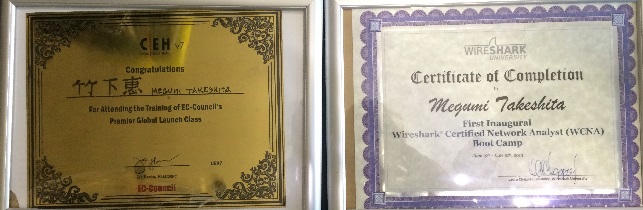 CEH v7
Congratulations
竹下恵 MEGUMI TAKESHITA
For Attending the Training of EC-Council's
Premier Global Launch Class
EC-Council
WIRESHARK
UNIVERSITY
Certificate of Completion
Megumi Takeshita
First Inaugural
Wireshark Certified Network Analyst (WCNA)
Boot Camp